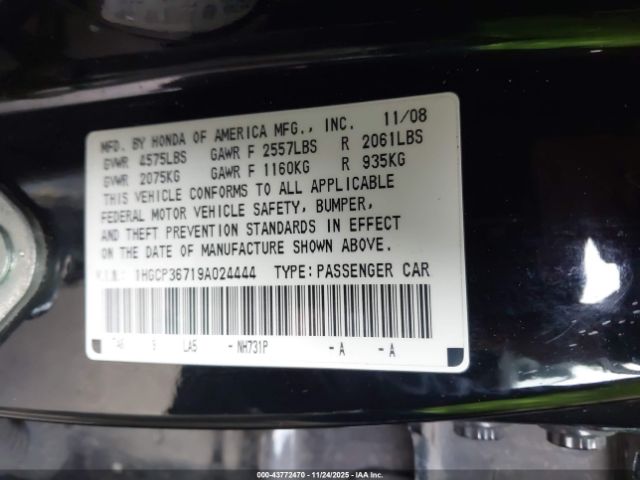 MFD. BY HONDA OF AMERICA MFG., INC. 11/08
GVWR 4575LBS GAWR F 2557LBS R 2061LBS
GVWR 2075KG GAWR F 1160KG R 935KG
THIS VEHICLE CONFORMS TO ALL APPLICABLE
FEDERAL MOTOR VEHICLE SAFETY, BUMPER,
AND THEFT PREVENTION STANDARDS IN EFFECT
ON THE DATE OF MANUFACTURE SHOWN ABOVE.
V.I.N: 1HGCP36719A024444 TYPE:PASSENGER CAR
LA5 - NH731P - A - A
00-43772470 - 11/24/2025 - IAA Inc.